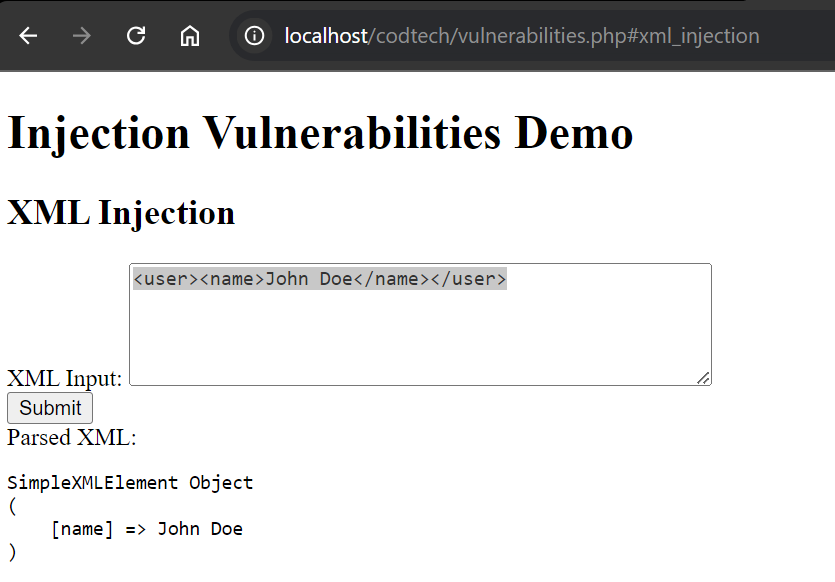 localhost/codtech/vulnerabilities.php#xml_injection
Injection Vulnerabilities Demo
XML Injection
<user><name>John Doe</name></user>
XML Input:
Submit
Parsed XML:
SimpleXMLElement Object
(
    [name] => John Doe
)